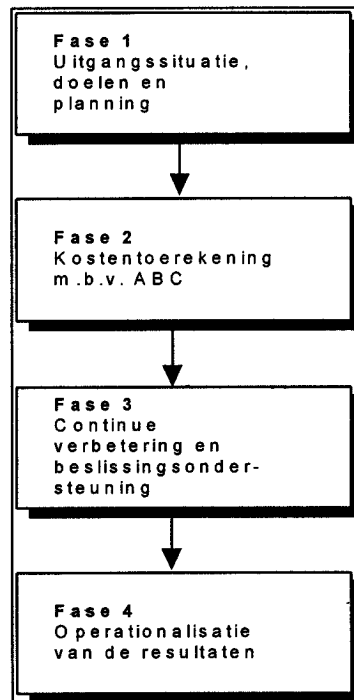 Fase 1
Uitgangssituatie,
doelen en
planning
Fase 2
Kostentoerekening
m.b.v. ABC
Fase 3
Continue
verbetering en
beslissingsonder-
steuning
Fase 4
Operationalisatie
van de resultaten